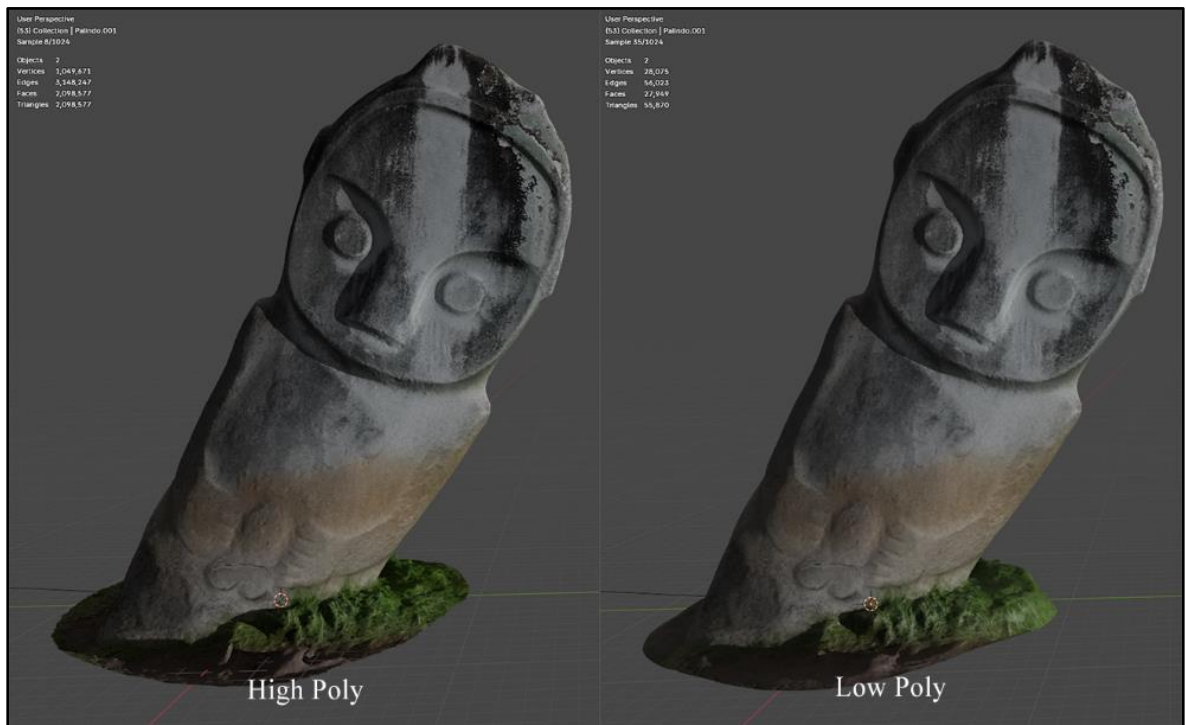 User Perspective
(53) Collection | Palindo.001
Sample 8/1024
Objects 2
Vertices 1,049,671
Edges 3,148,247
Faces 2,098,577
Triangles 2,098,577
High Poly
User Perspective
(53) Collection | Palindo.001
Sample 35/1024
Objects 2
Vertices 28,075
Edges 56,023
Faces 27,949
Triangles 55,870
Low Poly